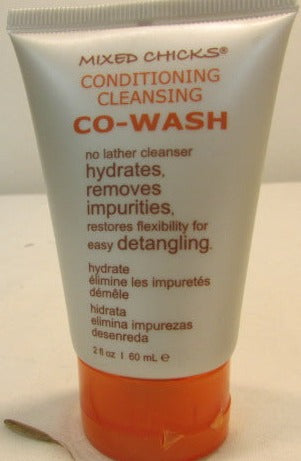 MIXED CHICKS®
CONDITIONING
CLEANSING
CO-WASH
no lather cleanser
hydrates,
removes
impurities,
restores flexibility for
easy detangling.
hydrate
élimine les impuretés
démêle
hidrata
elimina impurezas
desenreda
2 fl oz I 60 mL e